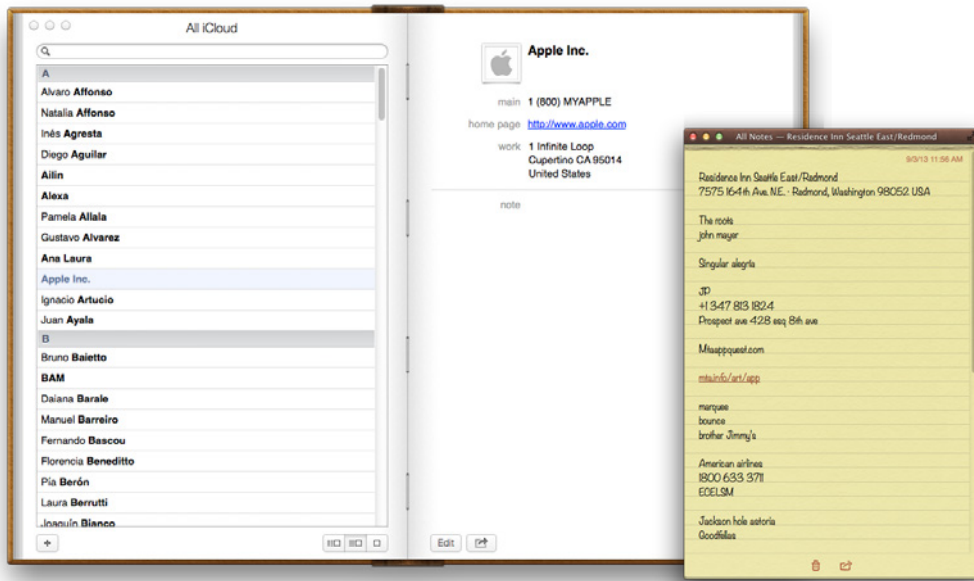 All iCloud
A
Alvaro Affonso
Natalia Affonso
Inés Agresta
Diego Aguilar
Ailin
Alexa
Pamela Allala
Gustavo Alvarez
Ana Laura
Apple Inc.
Ignacio Artucio
Juan Ayala
B
Bruno Baietto
BAM
Daiana Barale
Manuel Barreiro
Fernando Bascou
Florencia Beneditto
Pía Berón
Laura Berrutti
Joaquín Bianco
Apple Inc.
main 1 (800) MYAPPLE
home page http://www.apple.com
work 1 Infinite Loop
Cupertino CA 95014
United States
note
Edit
All Notes — Residence Inn Seattle East/Redmond
9/3/13 11:56 AM
Residence Inn Seattle East/Redmond
7575 164th Ave. N.E. · Redmond, Washington 98052 USA
The roots
john mayer
Singular alegria
JP
+1 347 813 1824
Prospect ave 428 esq 8th ave
Mtaappquest.com
mta.info/art/app
marquee
bounce
brother Jimmy's
American airlines
1800 633 3711
ECELSM
Jackson hole astoria
Goodfellas